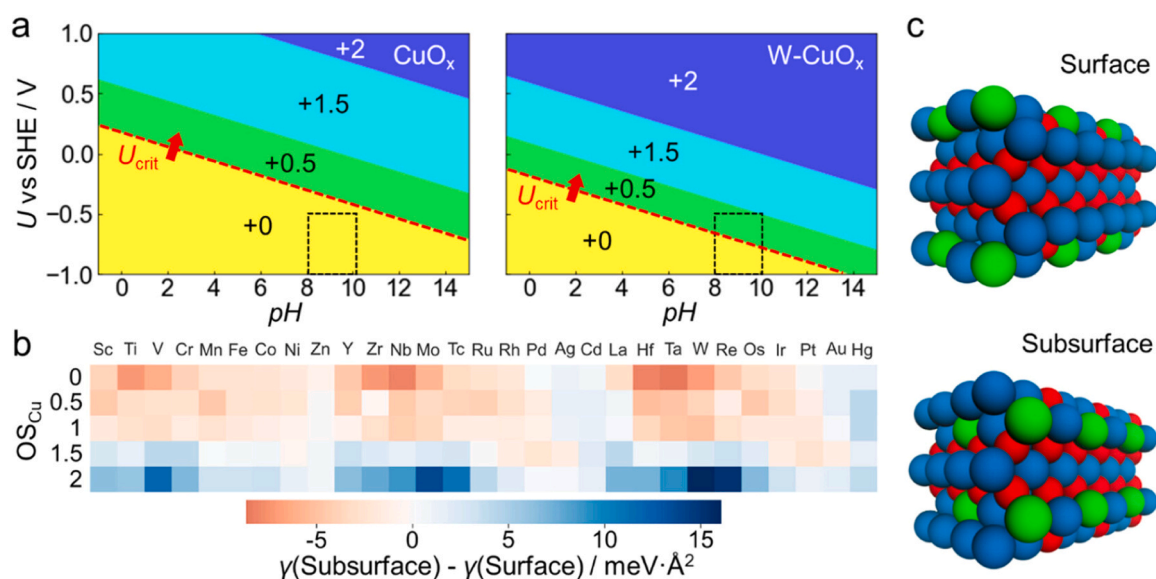 a
CuOₓ
W-CuOₓ
U vs SHE / V
1.0
0.5
0.0
−0.5
−1.0
+2
+1.5
+0.5
+0
U_crit
+2
+1.5
+0.5
+0
U_crit
0 2 4 6 8 10 12 14
0 2 4 6 8 10 12 14
pH
pH
b
Sc Ti V Cr Mn Fe Co Ni Zn Y Zr Nb Mo Tc Ru Rh Pd Ag Cd La Hf Ta W Re Os Ir Pt Au Hg
OS_Cu
0
0.5
1
1.5
2
-5 0 5 10 15
γ(Subsurface) - γ(Surface) / meV·Å²
c
Surface
Subsurface